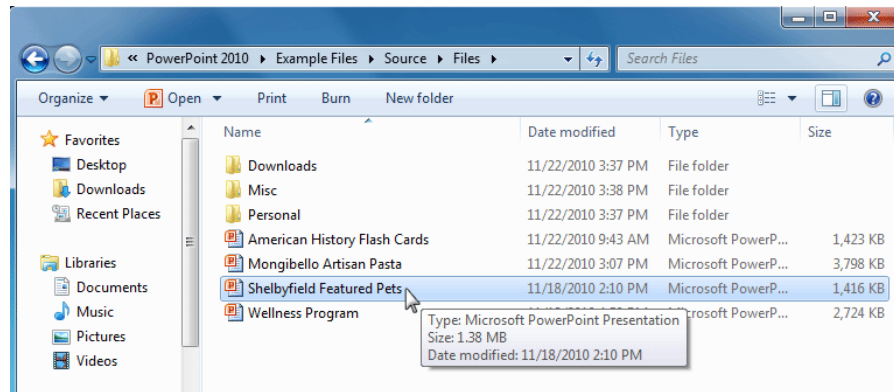 « PowerPoint 2010 ▸ Example Files ▸ Source ▸ Files ▸ Search Files
Organize ▼ Open ▼ Print Burn New folder
Favorites
Desktop
Downloads
Recent Places
Libraries
Documents
Music
Pictures
Videos
Name Date modified Type Size
Downloads 11/22/2010 3:37 PM File folder
Misc 11/22/2010 3:38 PM File folder
Personal 11/22/2010 3:37 PM File folder
American History Flash Cards 11/22/2010 9:43 AM Microsoft PowerP... 1,423 KB
Mongibello Artisan Pasta 11/22/2010 3:07 PM Microsoft PowerP... 3,798 KB
Shelbyfield Featured Pets 11/18/2010 2:10 PM Microsoft PowerP... 1,416 KB
Wellness Program 2,724 KB
Type: Microsoft PowerPoint Presentation
Size: 1.38 MB
Date modified: 11/18/2010 2:10 PM